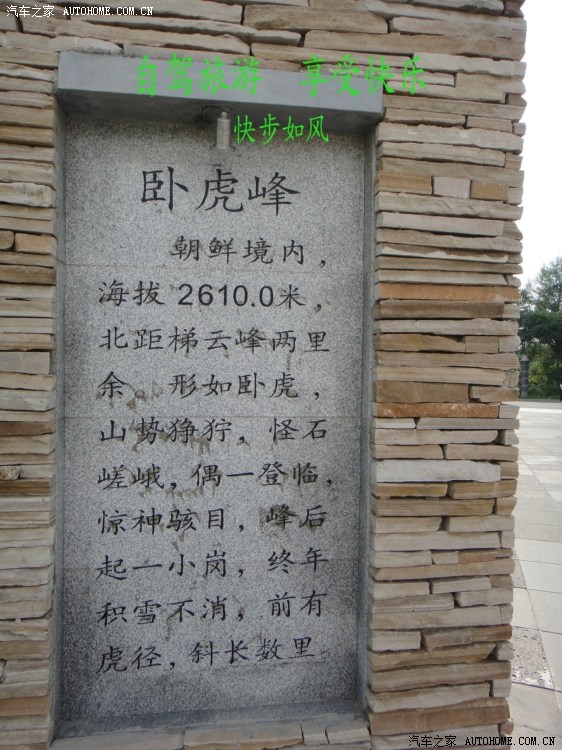 汽车之家 AUTOHOME.COM.CN
自驾旅游 享受快乐
快步如风
卧虎峰
朝鲜境内，
海拔2610.0米，
北距梯云峰两里
余。形如卧虎，
山势狰狞，怪石
嵯峨，偶一登临，
惊神骇目，峰后
起一小岗，终年
积雪不消，前有
虎径，斜长数里
汽车之家 AUTOHOME.COM.CN